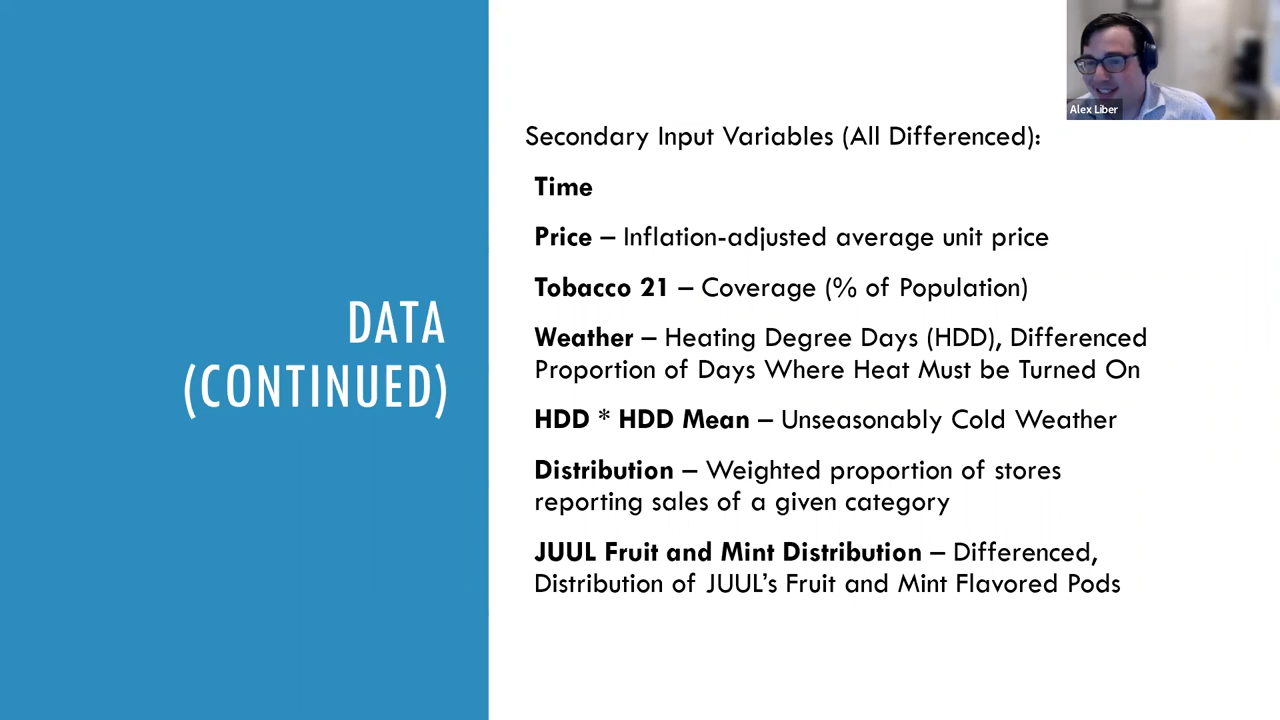 Alex Liber
DATA
(CONTINUED)
Secondary Input Variables (All Differenced):
Time
Price – Inflation-adjusted average unit price
Tobacco 21 – Coverage (% of Population)
Weather – Heating Degree Days (HDD), Differenced
Proportion of Days Where Heat Must be Turned On
HDD * HDD Mean – Unseasonably Cold Weather
Distribution – Weighted proportion of stores
reporting sales of a given category
JUUL Fruit and Mint Distribution – Differenced,
Distribution of JUUL’s Fruit and Mint Flavored Pods